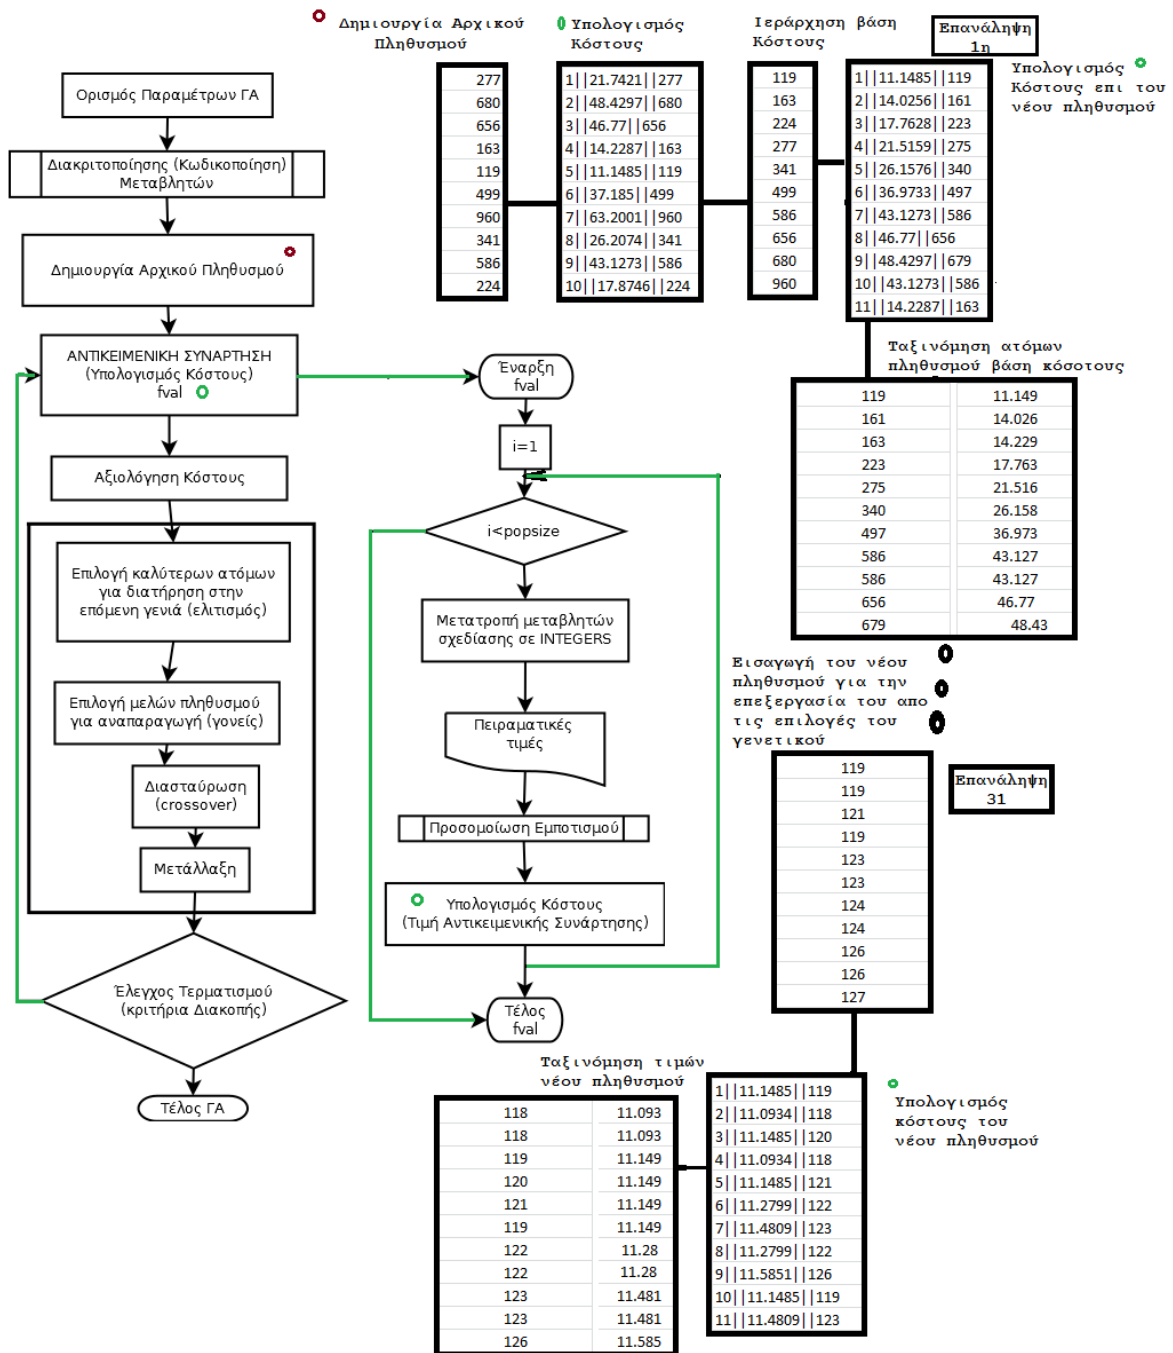 Δημιουργία Αρχικού
Πληθυσμού
Υπολογισμός
Κόστους
Ιεράρχηση βάση
Κόστους
Επανάληψη
1η
Υπολογισμός
Κόστους επι του
νέου πληθυσμού
277
680
656
163
119
499
960
341
586
224
1||21.7421||277
2||48.4297||680
3||46.77||656
4||14.2287||163
5||11.1485||119
6||37.185||499
7||63.2001||960
8||26.2074||341
9||43.1273||586
10||17.8746||224
119
163
224
277
341
499
586
656
680
960
1||11.1485||119
2||14.0256||161
3||17.7628||223
4||21.5159||275
5||26.1576||340
6||36.9733||497
7||43.1273||586
8||46.77||656
9||48.4297||679
10||43.1273||586
11||14.2287||163
Ορισμός Παραμέτρων ΓΑ
Διακριτοποίησης (Κωδικοποίηση)
Μεταβλητών
Δημιουργία Αρχικού Πληθυσμού
ΑΝΤΙΚΕΙΜΕΝΙΚΗ ΣΥΝΑΡΤΗΣΗ
(Υπολογισμός Κόστους)
fval
Αξιολόγηση Κόστους
Επιλογή καλύτερων ατόμων
για διατήρηση στην
επόμενη γενιά (ελιτισμός)
Επιλογή μελών πληθυσμού
για αναπαραγωγή (γονείς)
Διασταύρωση
(crossover)
Μετάλλαξη
Έλεγχος Τερματισμού
(κριτήρια Διακοπής)
Τέλος ΓΑ
Έναρξη
fval
i=1
i<popsize
Μετατροπή μεταβλητών
σχεδίασης σε INTEGERS
Πειραματικές
τιμές
Προσομοίωση Εμποτισμού
Υπολογισμός Κόστους
(Τιμή Αντικειμενικής Συνάρτησης)
Τέλος
fval
Ταξινόμηση ατόμων
πληθυσμού βάση κόσοτους
119 11.149
161 14.026
163 14.229
223 17.763
275 21.516
340 26.158
497 36.973
586 43.127
586 43.127
656 46.77
679 48.43
Εισαγωγή του νέου
πληθυσμού για την
επεξεργασία του απο
τις επιλογές του
γενετικού
119
119
121
119
123
123
124
124
126
126
127
Επανάληψη
31
Υπολογισμός
κόστους του
νέου πληθυσμού
1||11.1485||119
2||11.0934||118
3||11.1485||120
4||11.0934||118
5||11.1485||121
6||11.2799||122
7||11.4809||123
8||11.2799||122
9||11.5851||126
10||11.1485||119
11||11.4809||123
Ταξινόμηση τιμών
νέου πληθυσμού
118 11.093
118 11.093
119 11.149
120 11.149
121 11.149
119 11.149
122 11.28
122 11.28
123 11.481
123 11.481
126 11.585